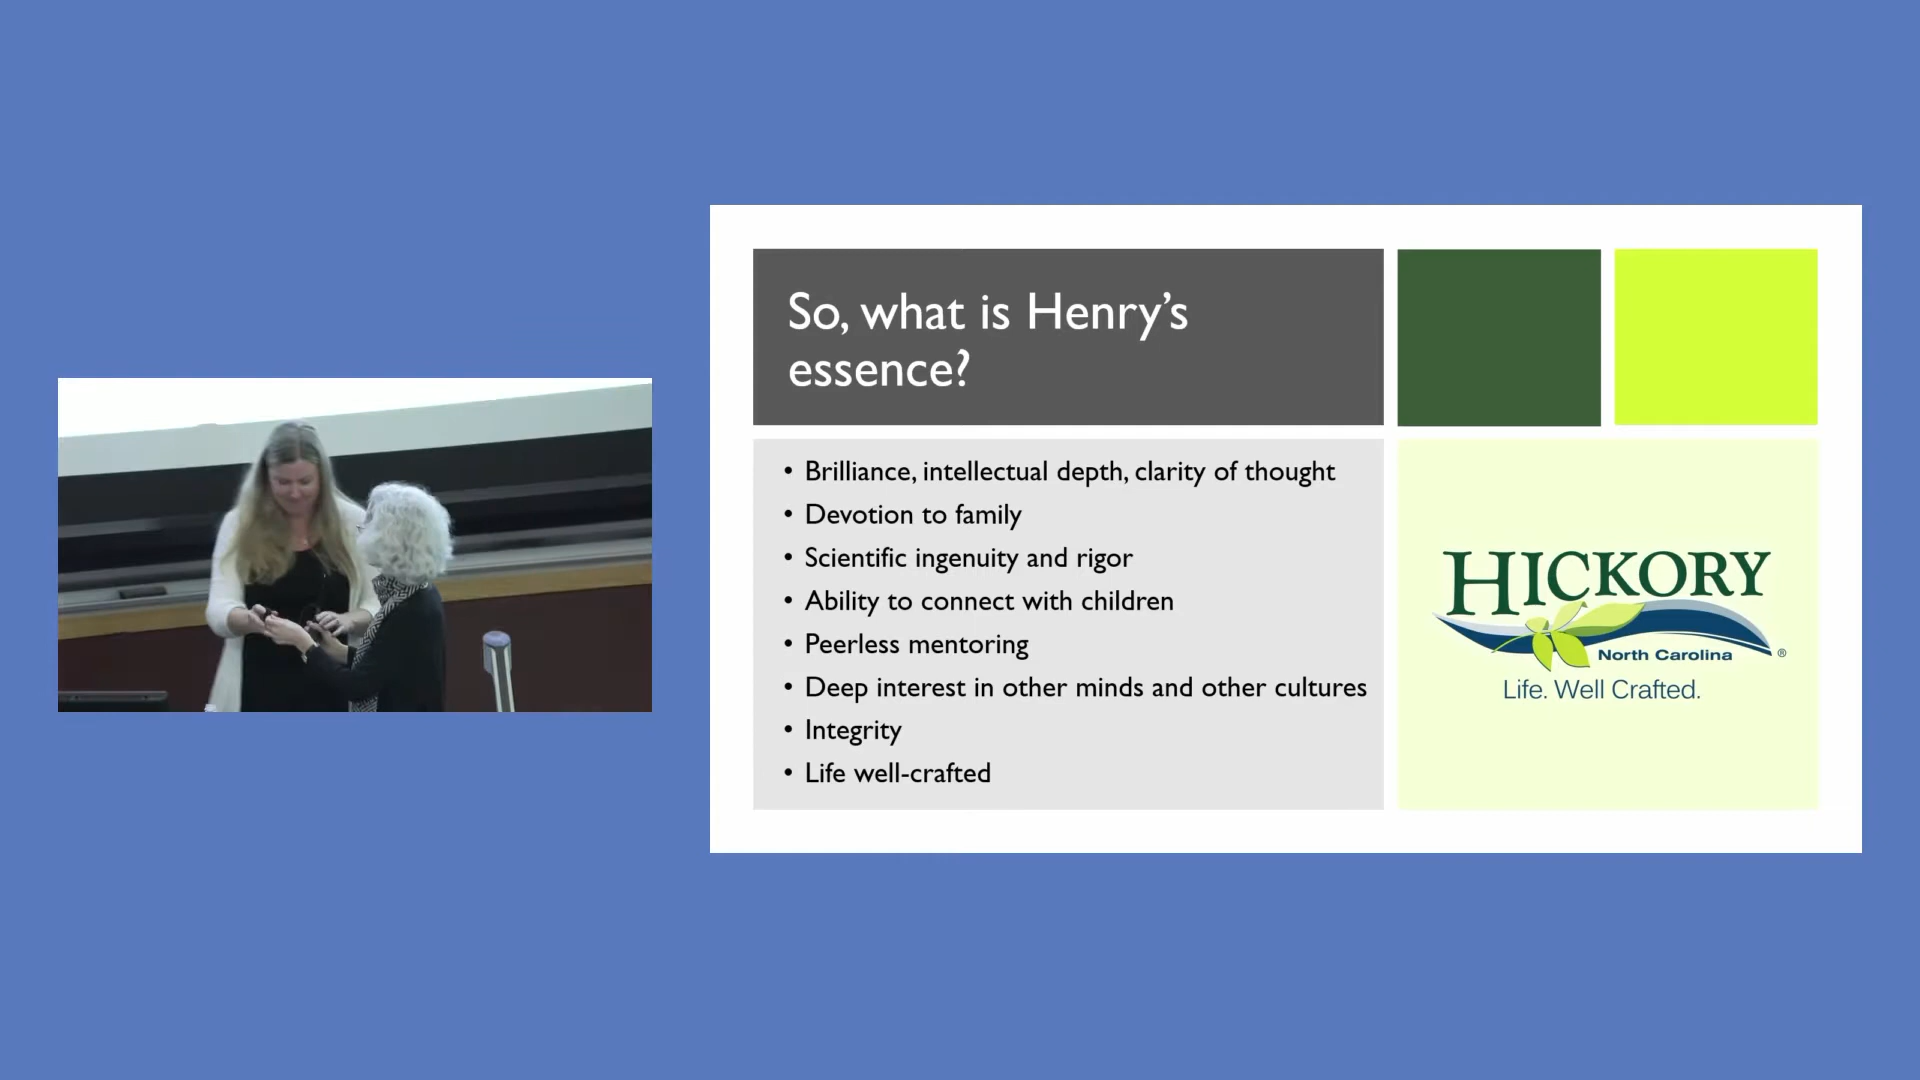 So, what is Henry’s
essence?
• Brilliance, intellectual depth, clarity of thought
• Devotion to family
• Scientific ingenuity and rigor
• Ability to connect with children
• Peerless mentoring
• Deep interest in other minds and other cultures
• Integrity
• Life well-crafted
HICKORY
North Carolina ®
Life. Well Crafted.